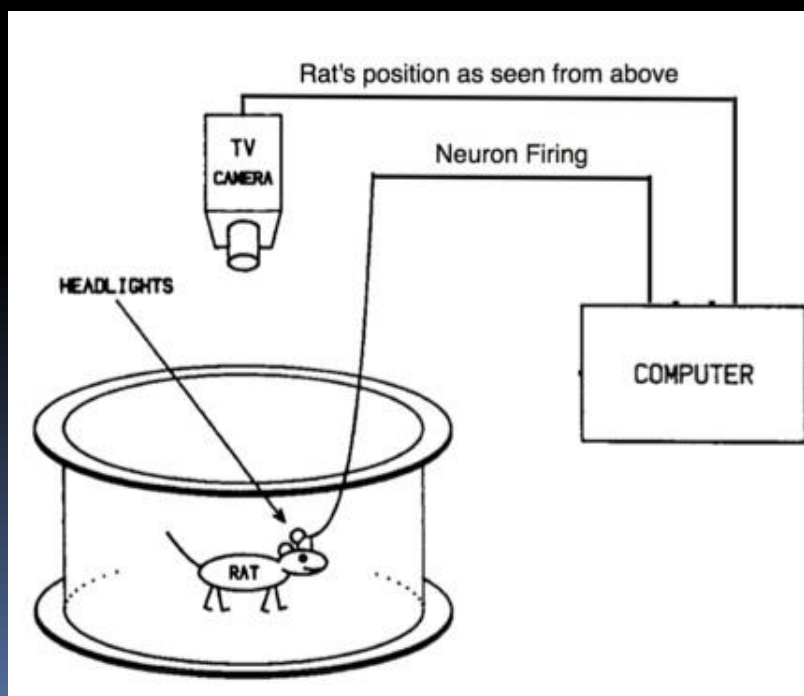 Rat's position as seen from above
TV
CAMERA
Neuron Firing
HEADLIGHTS
COMPUTER
RAT